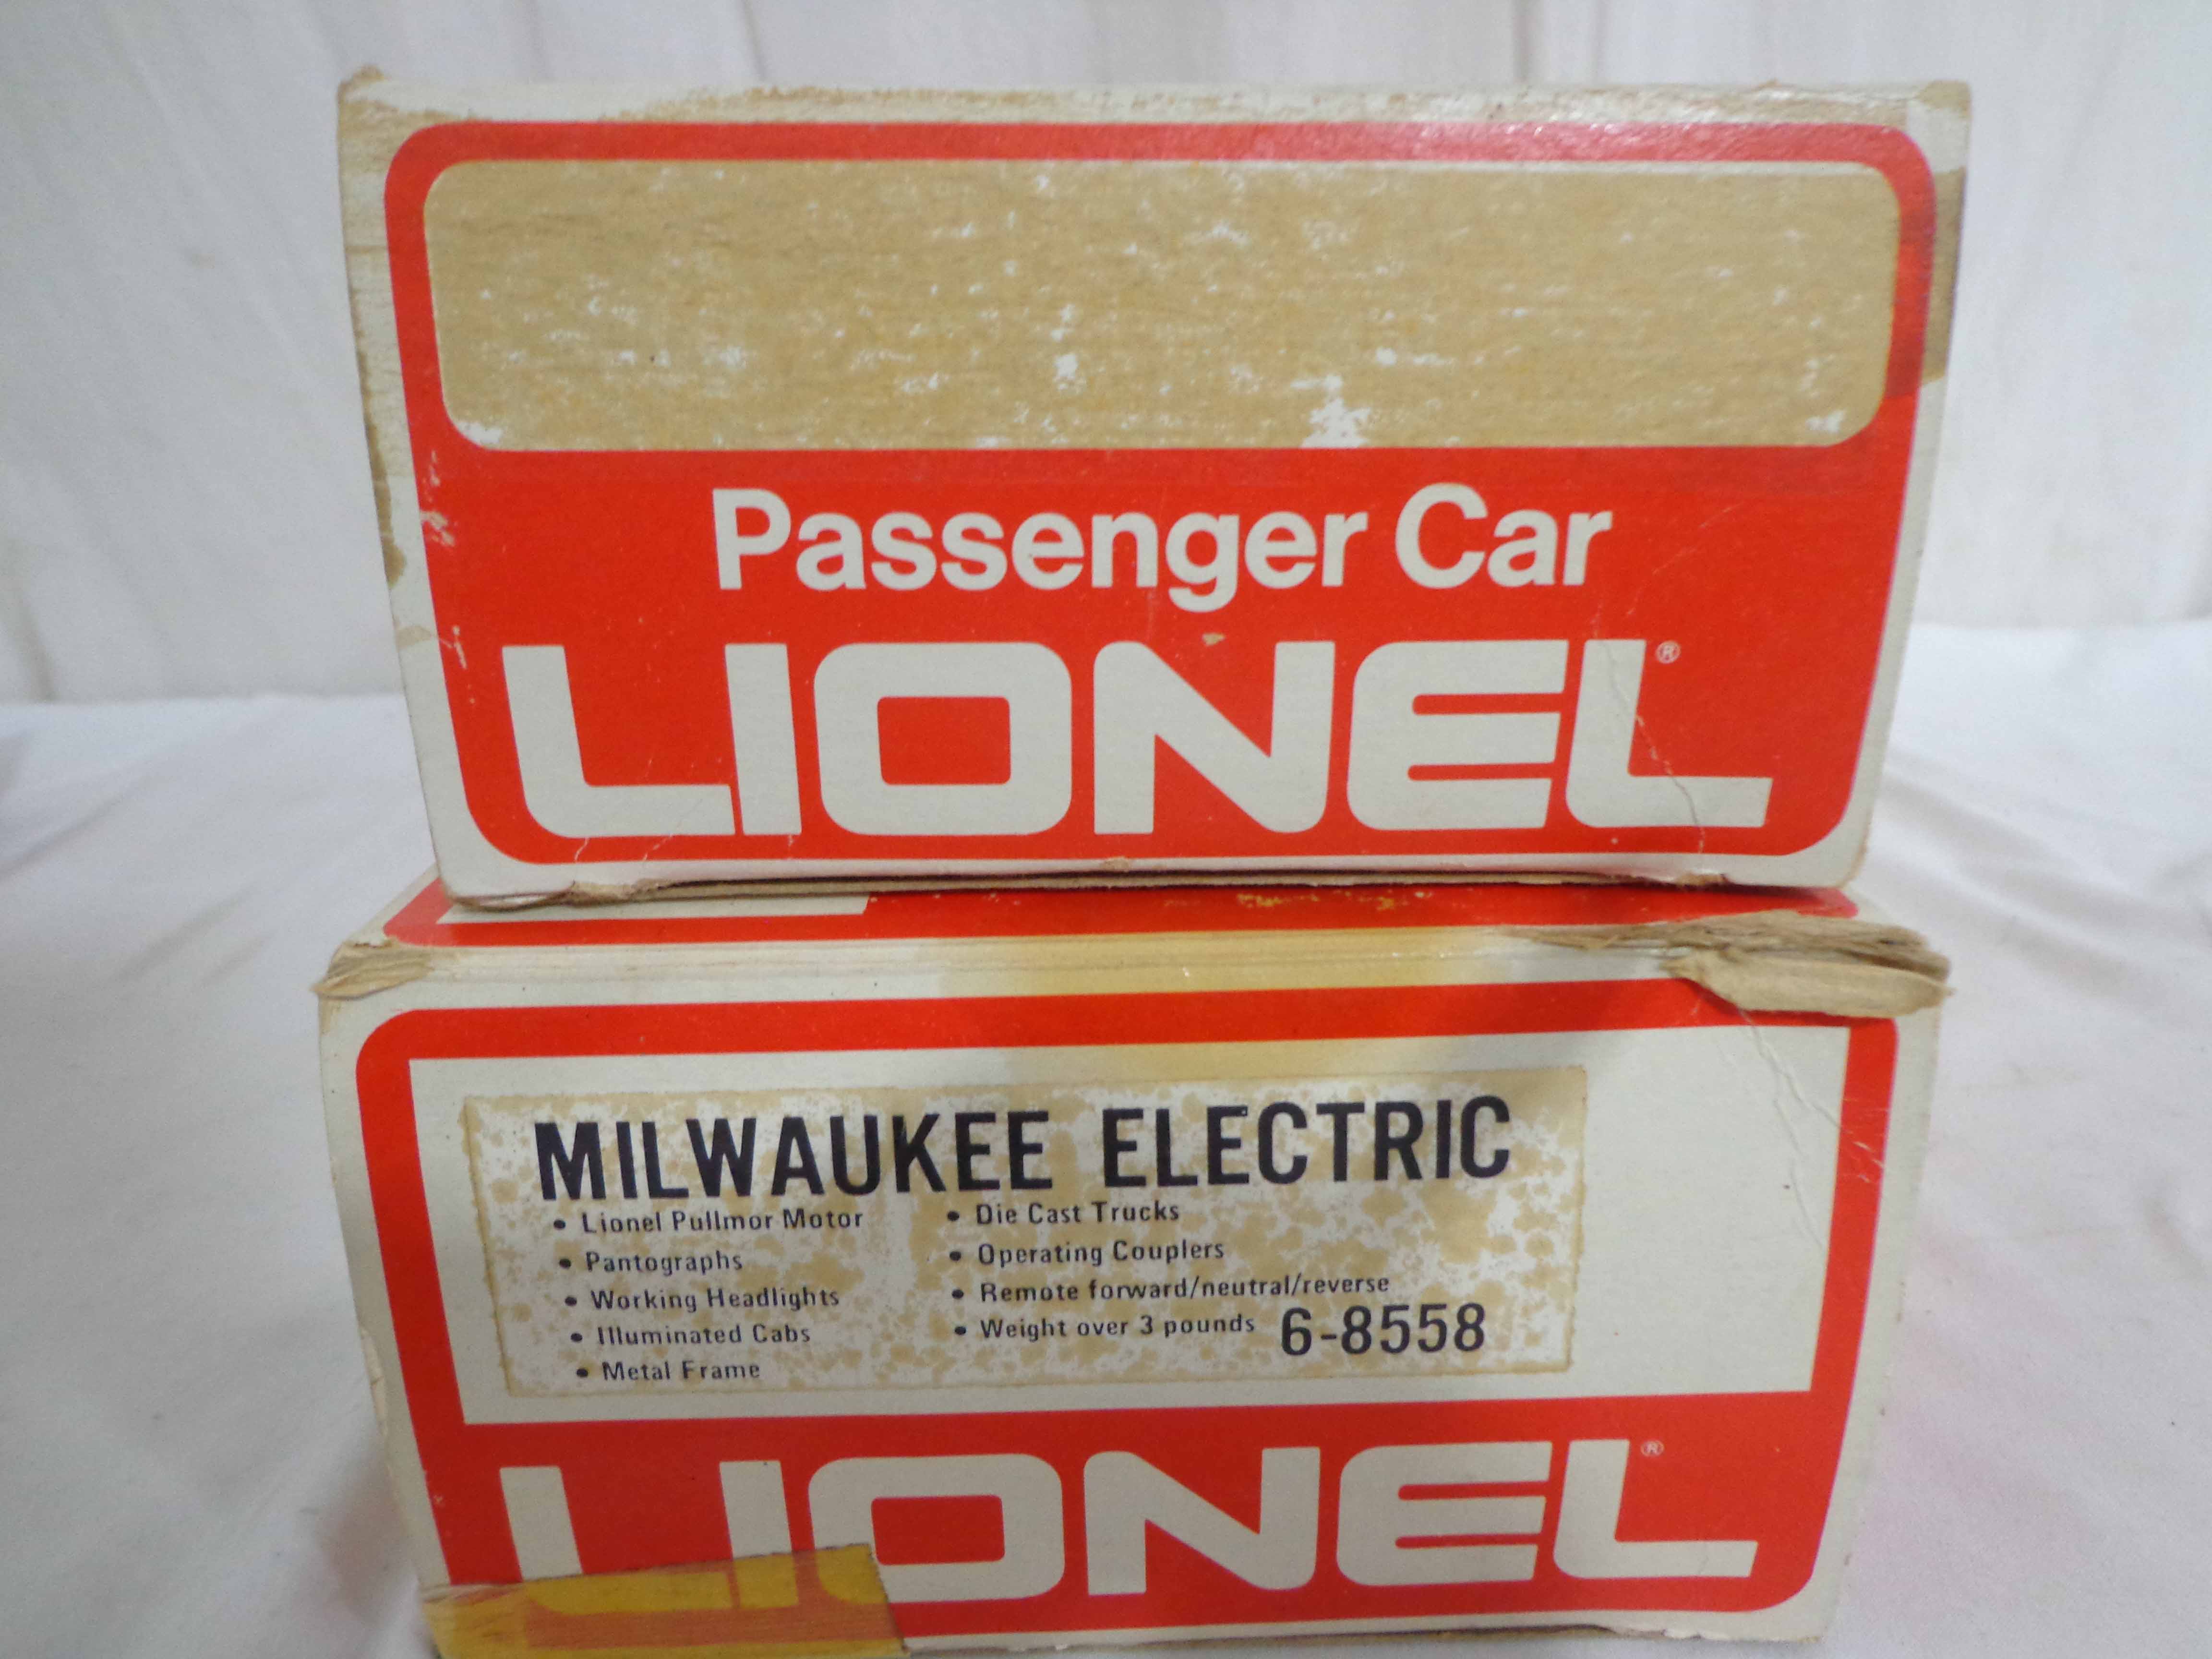 Passenger Car
LIONEL®
MILWAUKEE ELECTRIC
• Lionel Pullmor Motor
• Pantographs
• Working Headlights
• Illuminated Cabs
• Metal Frame
• Die Cast Trucks
• Operating Couplers
• Remote forward/neutral/reverse
• Weight over 3 pounds
6-8558
LIONEL®